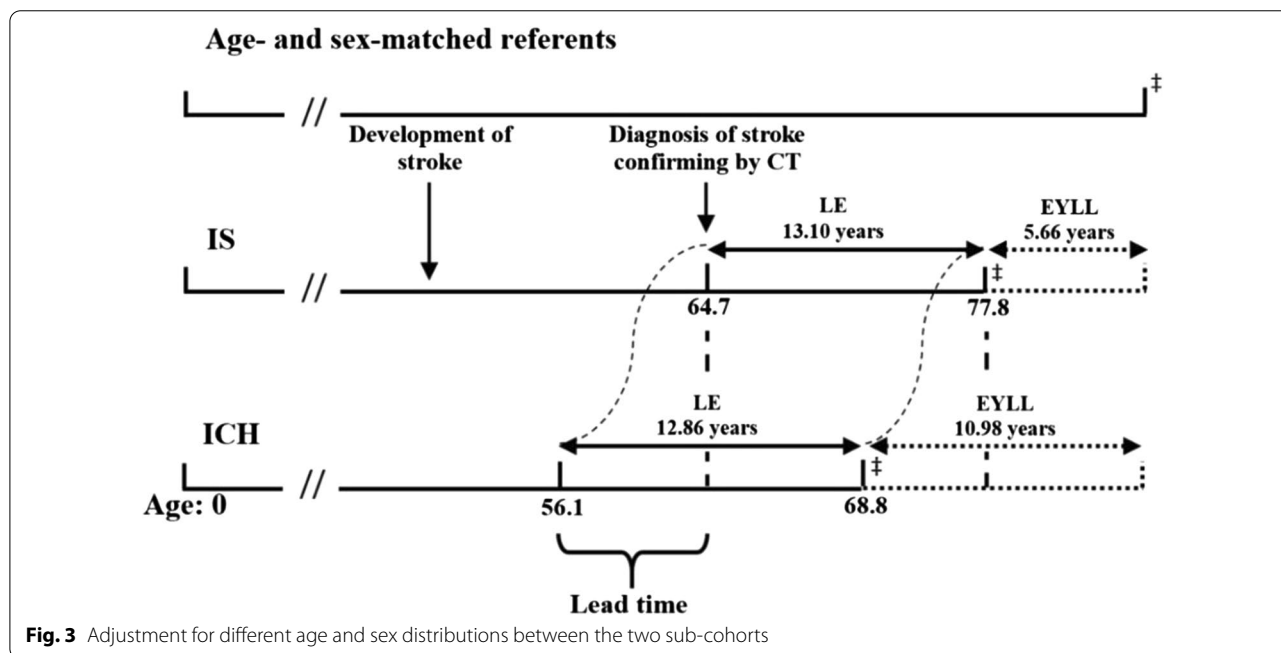 Age- and sex-matched referents
//
‡
Development of
stroke
Diagnosis of stroke
confirming by CT
LE
13.10 years
EYLL
5.66 years
IS
//
‡
64.7
77.8
LE
12.86 years
EYLL
10.98 years
ICH
//
‡
Age: 0
56.1
68.8
Lead time
Fig. 3 Adjustment for different age and sex distributions between the two sub-cohorts